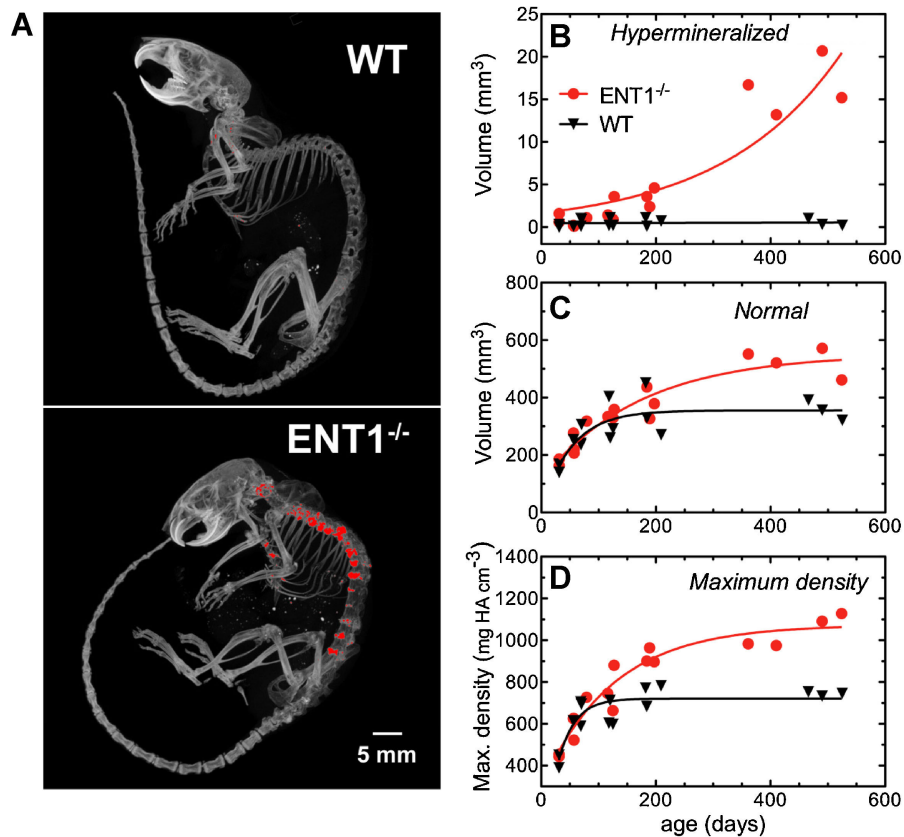 A
WT
ENT1-/-
5 mm
B
Hypermineralized
Volume (mm3)
25
20
15
10
5
0
ENT1-/-
WT
0
200
400
600
C
Normal
Volume (mm3)
800
600
400
200
0
0
200
400
600
D
Maximum density
Max. density (mg HA cm-3)
1400
1200
1000
800
600
400
0
200
400
600
age (days)